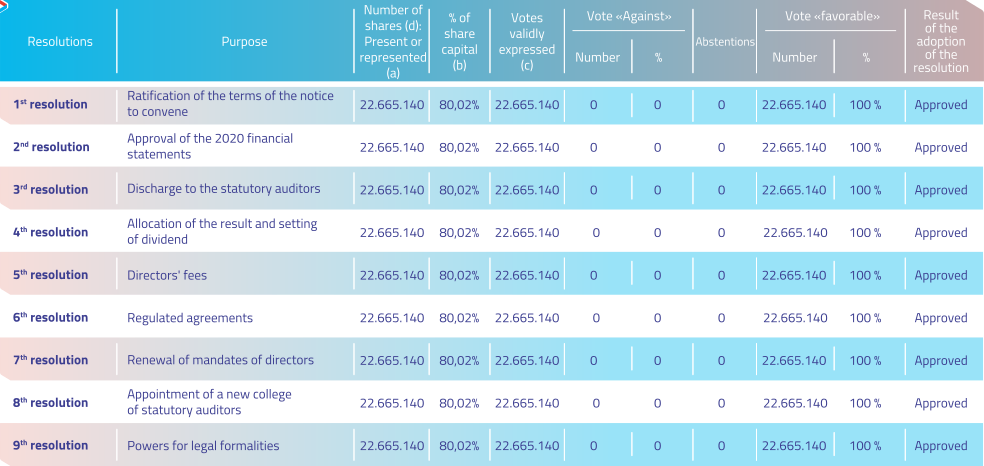 Resolutions
Purpose
Number of
shares (d):
Present or
represented
(a)
% of
share
capital
(b)
Votes
validly
expressed
(c)
Vote «Against»
Number
%
Abstentions
Vote «favorable»
Number
%
Result
of the
adoption
of the
resolution
1st resolution
Ratification of the terms of the notice
to convene
22.665.140 80,02% 22.665.140 0 0 0 22.665.140 100 % Approved
2nd resolution
Approval of the 2020 financial
statements
22.665.140 80,02% 22.665.140 0 0 0 22.665.140 100 % Approved
3rd resolution Discharge to the statutory auditors 22.665.140 80,02% 22.665.140 0 0 0 22.665.140 100 % Approved
4th resolution
Allocation of the result and setting
of dividend
22.665.140 80,02% 22.665.140 0 0 0 22.665.140 100 % Approved
5th resolution Directors' fees 22.665.140 80,02% 22.665.140 0 0 0 22.665.140 100 % Approved
6th resolution Regulated agreements 22.665.140 80,02% 22.665.140 0 0 0 22.665.140 100 % Approved
7th resolution Renewal of mandates of directors 22.665.140 80,02% 22.665.140 0 0 0 22.665.140 100 % Approved
8th resolution
Appointment of a new college
of statutory auditors
22.665.140 80,02% 22.665.140 0 0 0 22.665.140 100 % Approved
9th resolution Powers for legal formalities 22.665.140 80,02% 22.665.140 0 0 0 22.665.140 100 % Approved